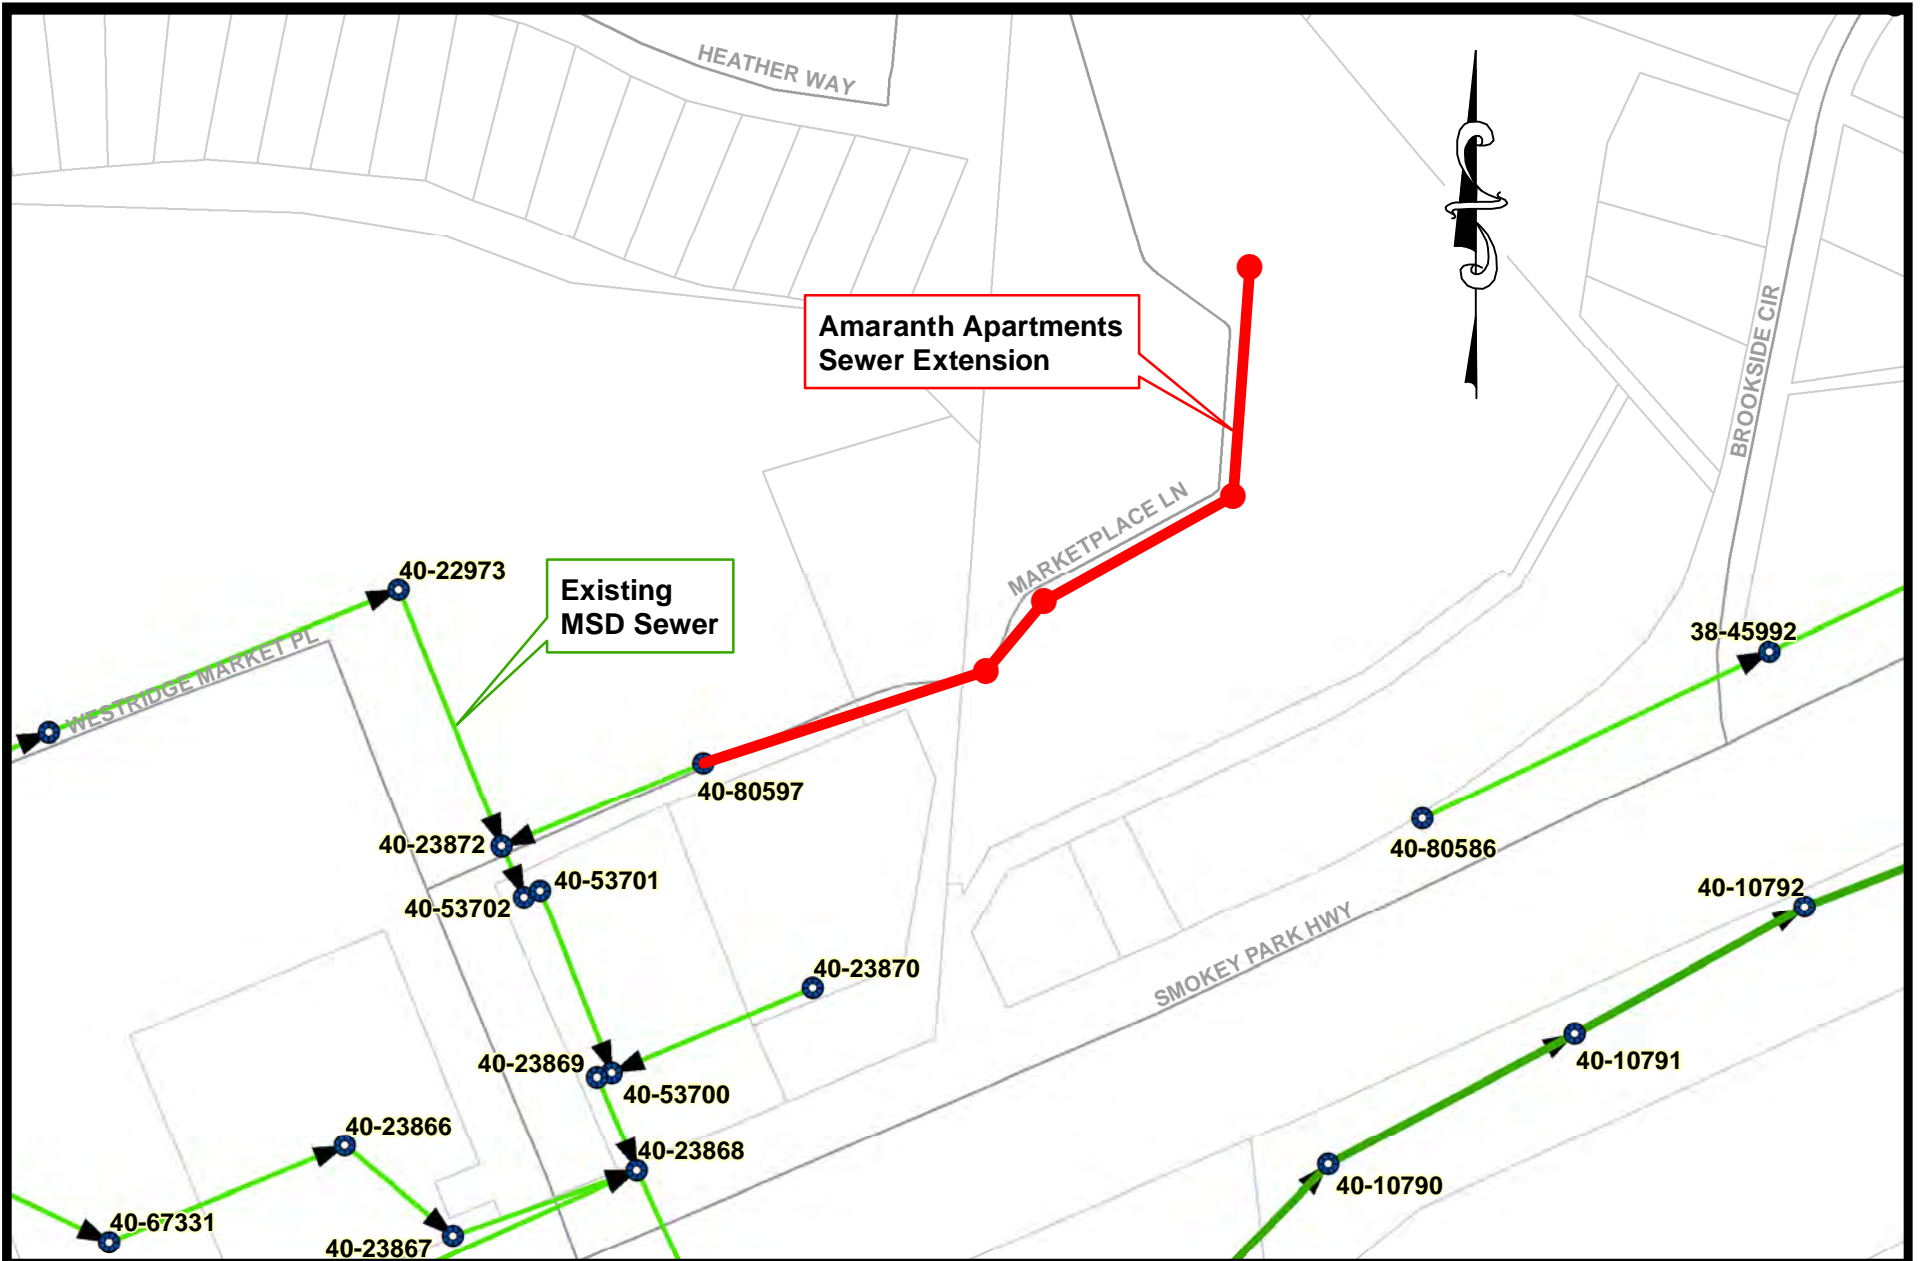 HEATHER WAY
Amaranth Apartments
Sewer Extension
BROOKSIDE CIR
MARKETPLACE LN
40-22973
Existing
MSD Sewer
WESTRIDGE MARKET PL
38-45992
40-80597
40-23872
40-80586
40-53701
40-53702
40-10792
40-23870
SMOKEY PARK HWY
40-23869
40-53700
40-10791
40-23866
40-23868
40-10790
40-67331
40-23867